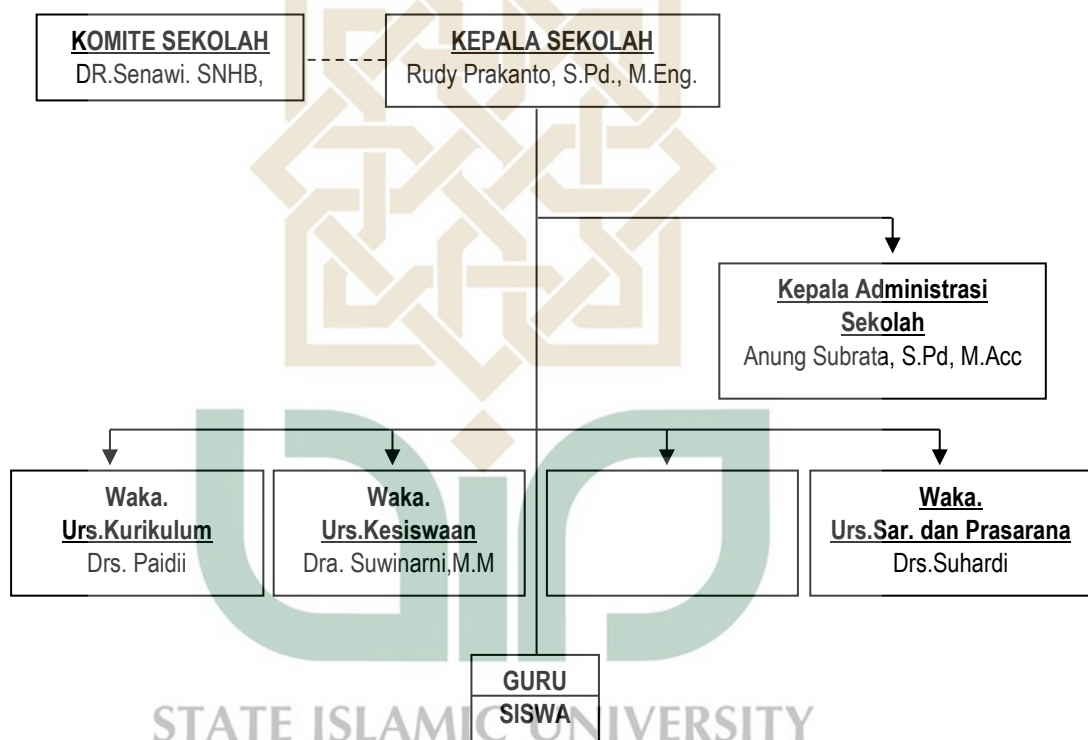 KOMITE SEKOLAH
DR.Senawi. SNHB,
KEPALA SEKOLAH
Rudy Prakanto, S.Pd., M.Eng.
Kepala Administrasi
Sekolah
Anung Subrata, S.Pd, M.Acc
Waka.
Urs.Kurikulum
Drs. Paidii
Waka.
Urs.Kesiswaan
Dra. Suwinarni,M.M
Waka.
Urs.Sar. dan Prasarana
Drs.Suhardi
GURU
SISWA
STATE ISLAMIC UNIVERSITY